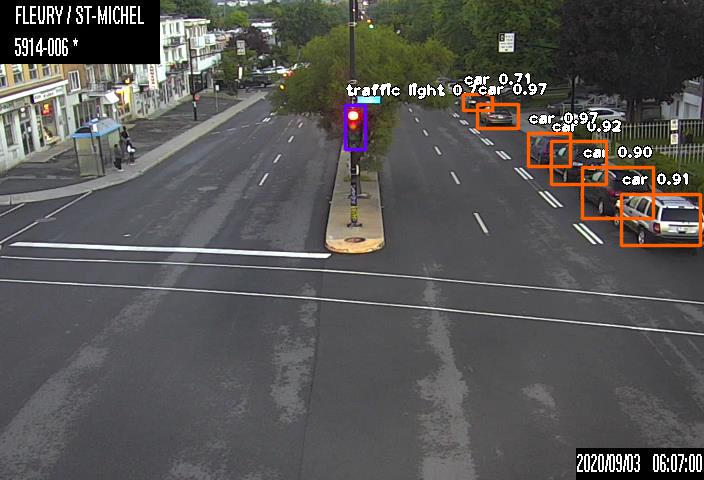 FLEURY / ST-MICHEL
5914-006 *
car 0.71
traffic light 0.7
car 0.97
car 0.97
car 0.92
car 0.90
car 0.91
2020/09/03 06:07:00